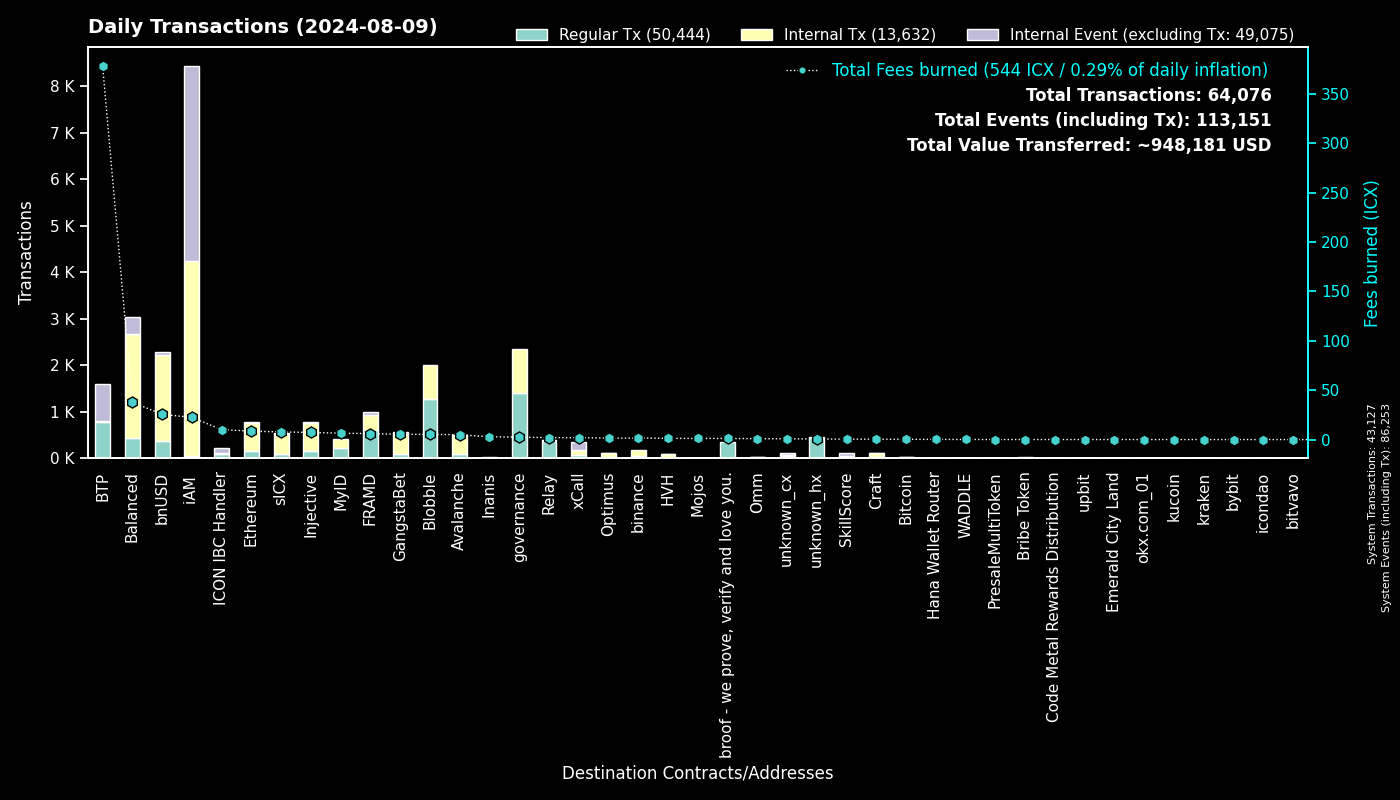 Daily Transactions (2024-08-09)
Regular Tx (50,444)
Internal Tx (13,632)
Internal Event (excluding Tx: 49,075)
Total Fees burned (544 ICX / 0.29% of daily inflation)
Total Transactions: 64,076
Total Events (including Tx): 113,151
Total Value Transferred: ~948,181 USD
Transactions
8 K
7 K
6 K
5 K
4 K
3 K
2 K
1 K
0 K
350
300
250
200
150
100
50
0
Fees burned (ICX)
System Transactions: 43,127
System Events (including Tx): 86,253
BTP
Balanced
bnUSD
iAM
ICON IBC Handler
Ethereum
sICX
Injective
MyID
FRAMD
GangstaBet
Blobble
Avalanche
Inanis
governance
Relay
xCall
Optimus
binance
HVH
Mojos
broof - we prove, verify and love you.
Omm
unknown_cx
unknown_hx
SkillScore
Craft
Bitcoin
Hana Wallet Router
WADDLE
PresaleMultiToken
Bribe Token
Code Metal Rewards Distribution
upbit
Emerald City Land
okx.com_01
kucoin
kraken
bybit
icondao
bitvavo
Destination Contracts/Addresses